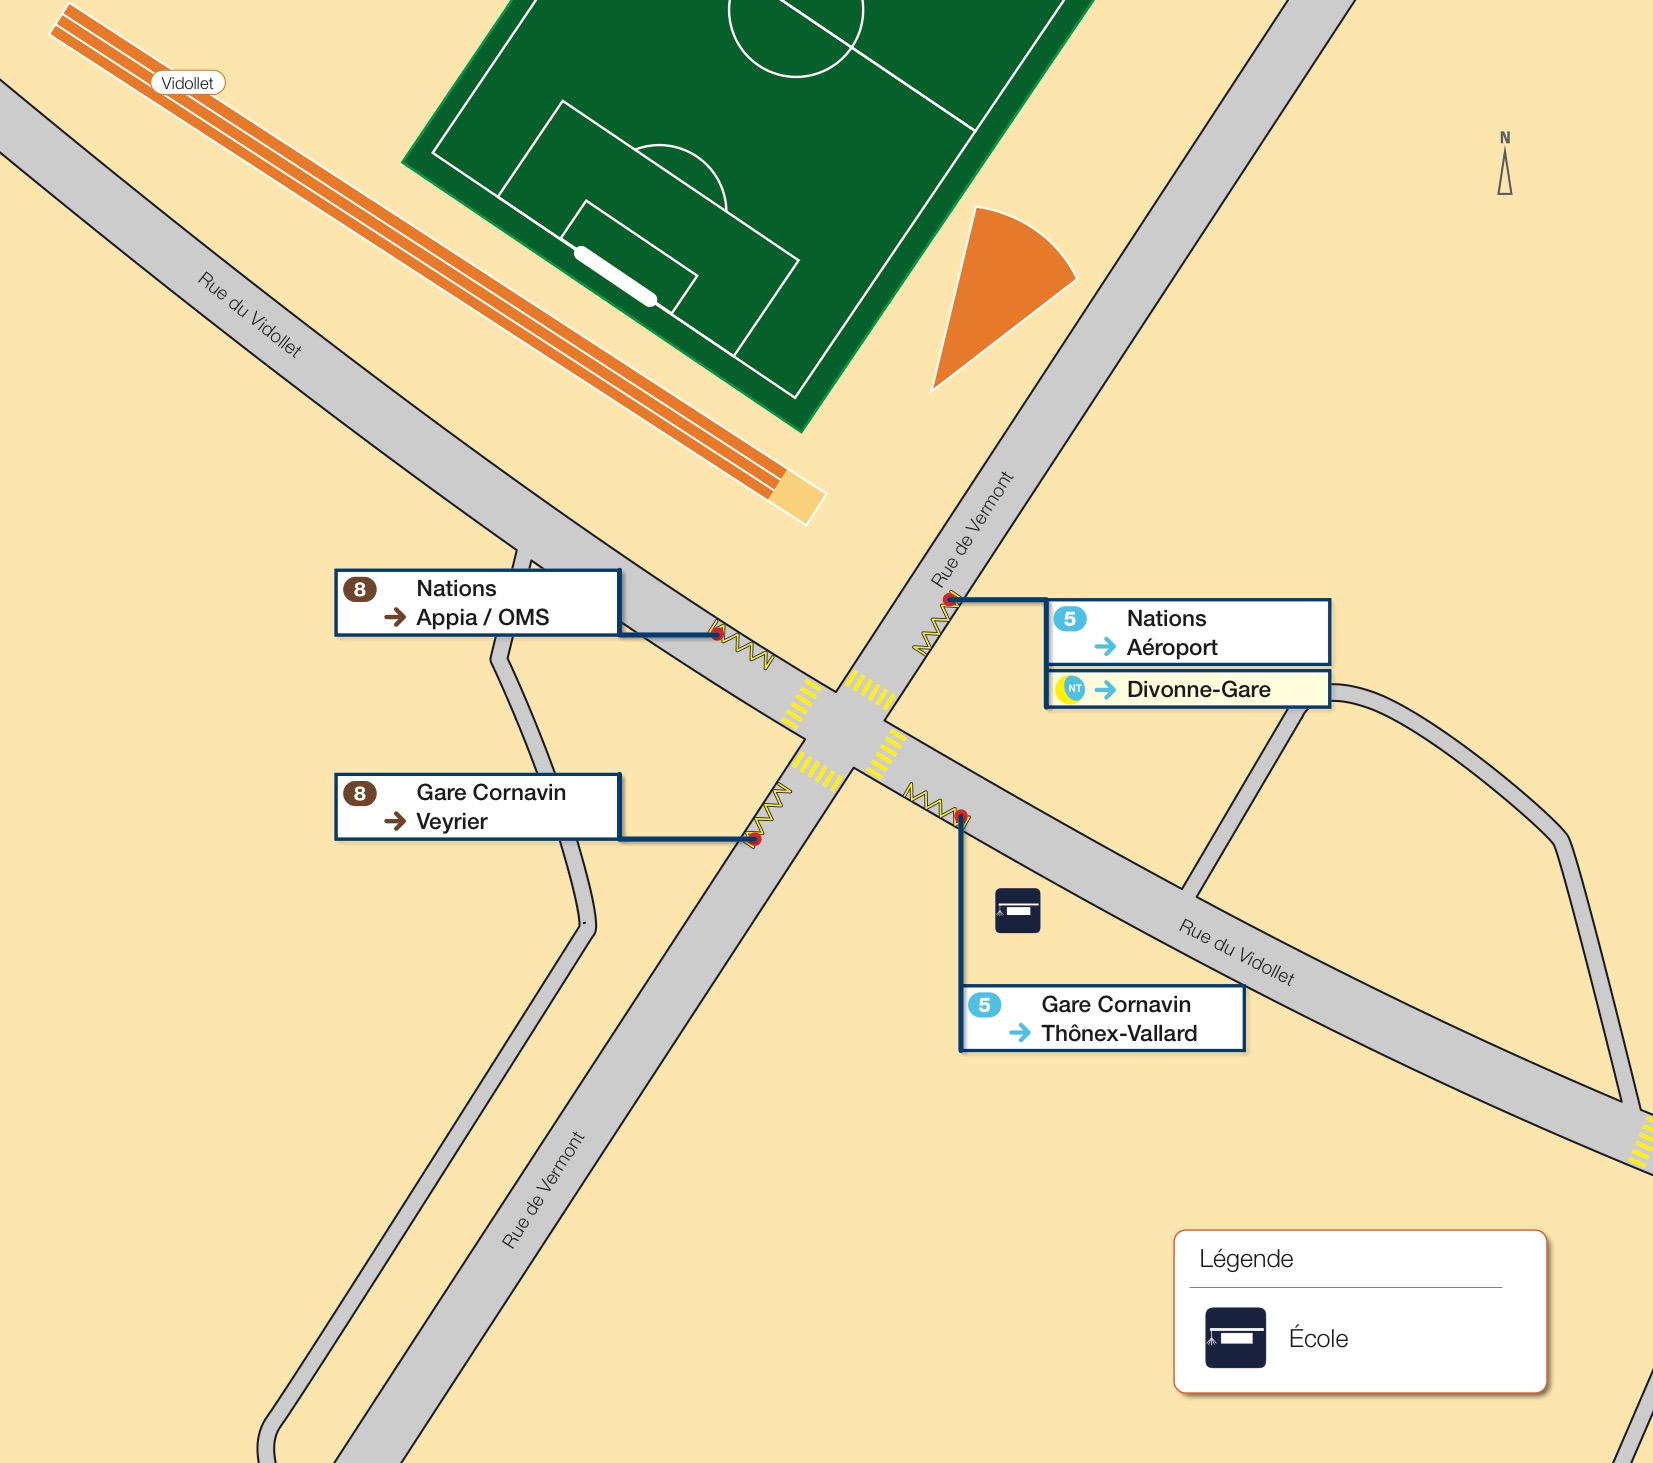 Vidollet
N
Rue du Vidollet
Rue de Vermont
8 Nations
→ Appia / OMS
5 Nations
→ Aéroport
NT → Divonne-Gare
8 Gare Cornavin
→ Veyrier
Rue du Vidollet
5 Gare Cornavin
→ Thônex-Vallard
Rue de Vermont
Légende
École